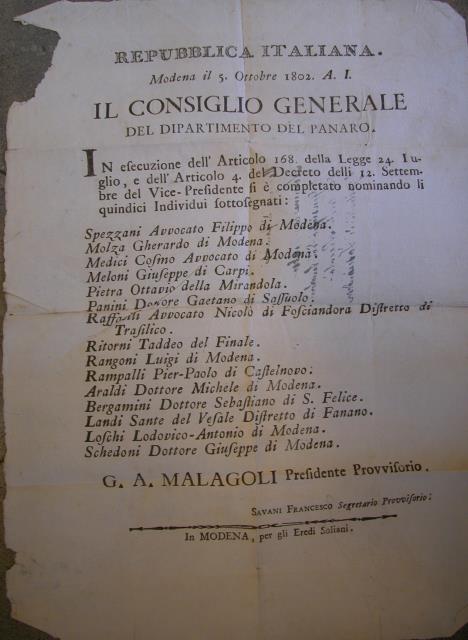 REPUBBLICA ITALIANA.
Modena il 5. Ottobre 1802. A. I.
IL CONSIGLIO GENERALE
DEL DIPARTIMENTO DEL PANARO.
IN esecuzione dell' Articolo 168. della Legge 24. Lu-
glio, e dell' Articolo 4. del Decreto delli 12. Settem-
bre del Vice-Presidente si è completato nominando li
quindici Individui sottosegnati:
Spezzani Avvocato Filippo di Modena.
Molza Gherardo di Modena.
Medici Cosimo Avvocato di Modena.
Meloni Giuseppe di Carpi.
Pietra Ottavio della Mirandola.
Panini Gaetano di Sassuolo.
Avvocato Nicolò di Fosciandora Distretto di
Trasilico.
Ritorni Taddeo del Finale.
Rangoni Luigi di Modena.
Rampalli Pier-Paolo di Castelnovo.
Araldi Dottore Michele di Modena.
Bergamini Dottore Sebastiano di S. Felice.
Landi Sante del Vesale Distretto di Fanano.
Loschi Lodovico-Antonio di Modena.
Schedoni Dottore Giuseppe di Modena.
G. A. MALAGOLI Presidente Provvisorio.
SAVANI FRANCESCO Segretario Provvisorio.
In MODENA, per gli Eredi Soliani.